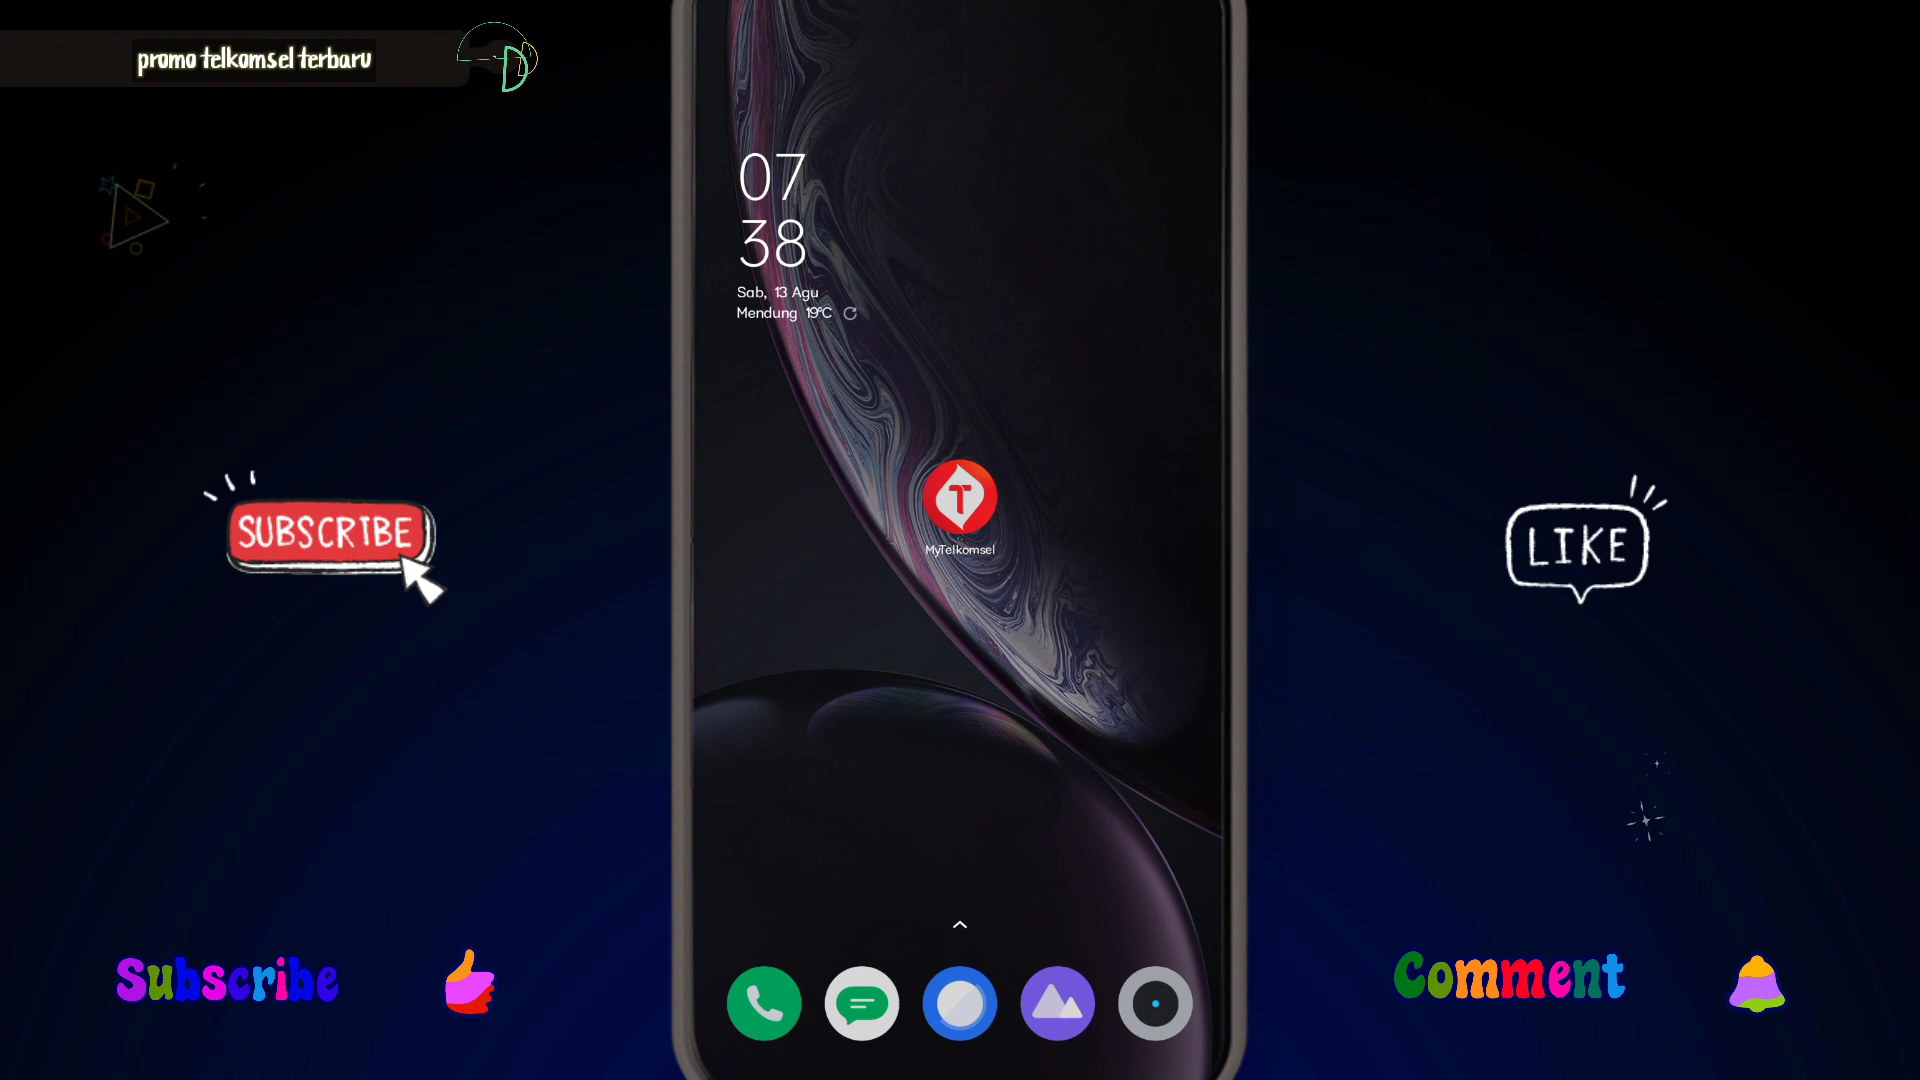 promo telkomsel terbaru
07
38
Sab, 13 Agu
Mendung 19°C
MyTelkomsel
SUBSCRIBE
LIKE
Subscribe
Comment